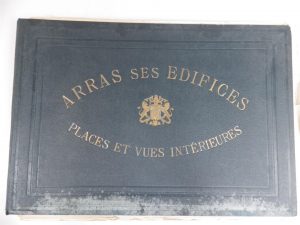 ARRAS SES EDIFICES
PLACES ET VUES INTÉRIEURES